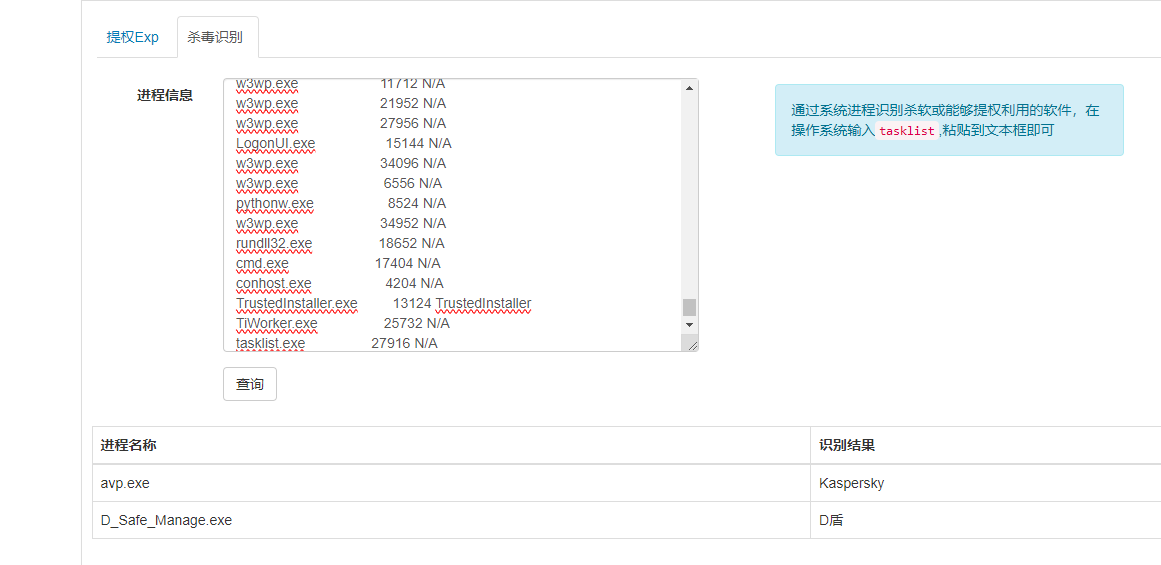 提权Exp 杀毒识别
进程信息
w3wp.exe 11712 N/A
w3wp.exe 21952 N/A
w3wp.exe 27956 N/A
LogonUI.exe 15144 N/A
w3wp.exe 34096 N/A
w3wp.exe 6556 N/A
pythonw.exe 8524 N/A
w3wp.exe 34952 N/A
rundll32.exe 18652 N/A
cmd.exe 17404 N/A
conhost.exe 4204 N/A
TrustedInstaller.exe 13124 TrustedInstaller
TiWorker.exe 25732 N/A
tasklist.exe 27916 N/A
通过系统进程识别杀软或能够提权利用的软件，在
操作系统输入 tasklist ,粘贴到文本框即可
查询
进程名称 识别结果
avp.exe Kaspersky
D_Safe_Manage.exe D盾